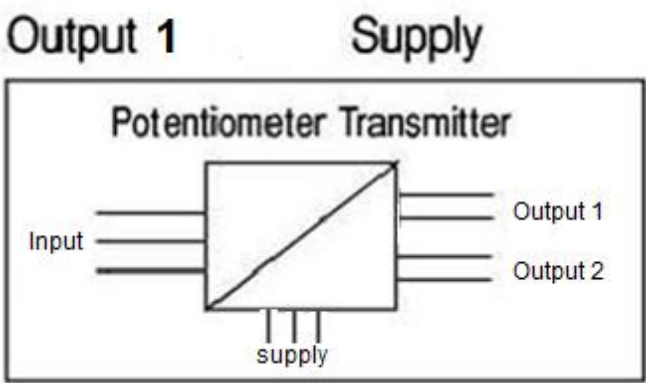 Output 1 Supply
Potentiometer Transmitter
Output 1
Input
Output 2
supply